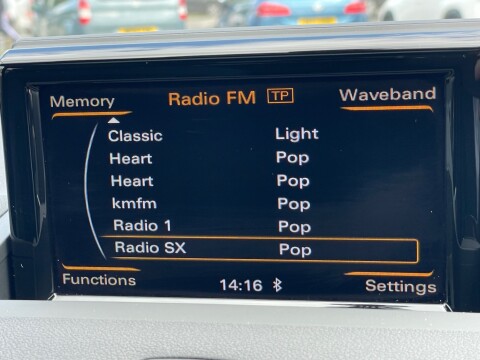 Memory Radio FM TP Waveband
Classic Light
Heart Pop
Heart Pop
kmfm Pop
Radio 1 Pop
Radio SX Pop
Functions 14:16 Settings